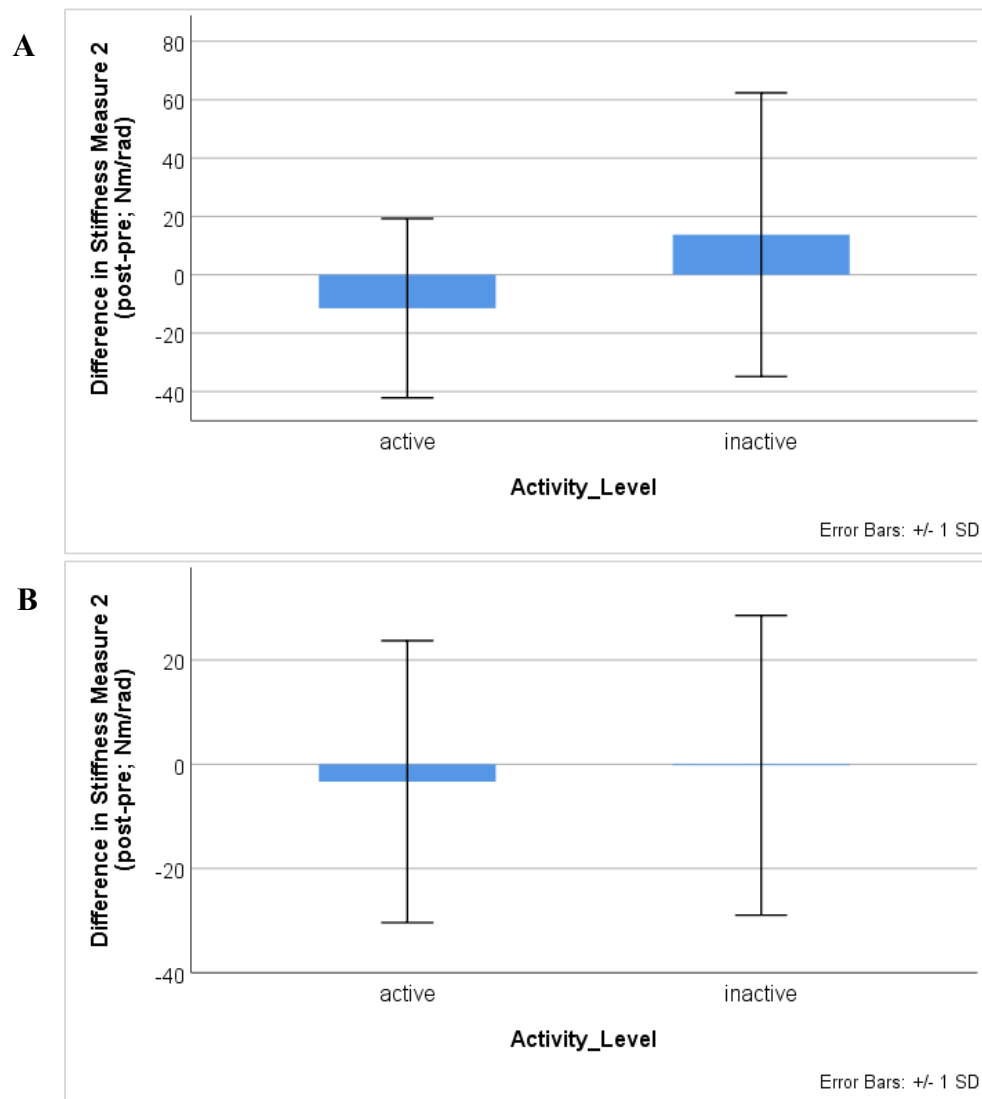 A
Difference in Stiffness Measure 2
(post-pre; Nm/rad)
80
60
40
20
0
-20
-40
active inactive
Activity_Level
Error Bars: +/- 1 SD
B
Difference in Stiffness Measure 2
(post-pre; Nm/rad)
20
0
-20
-40
active inactive
Activity_Level
Error Bars: +/- 1 SD